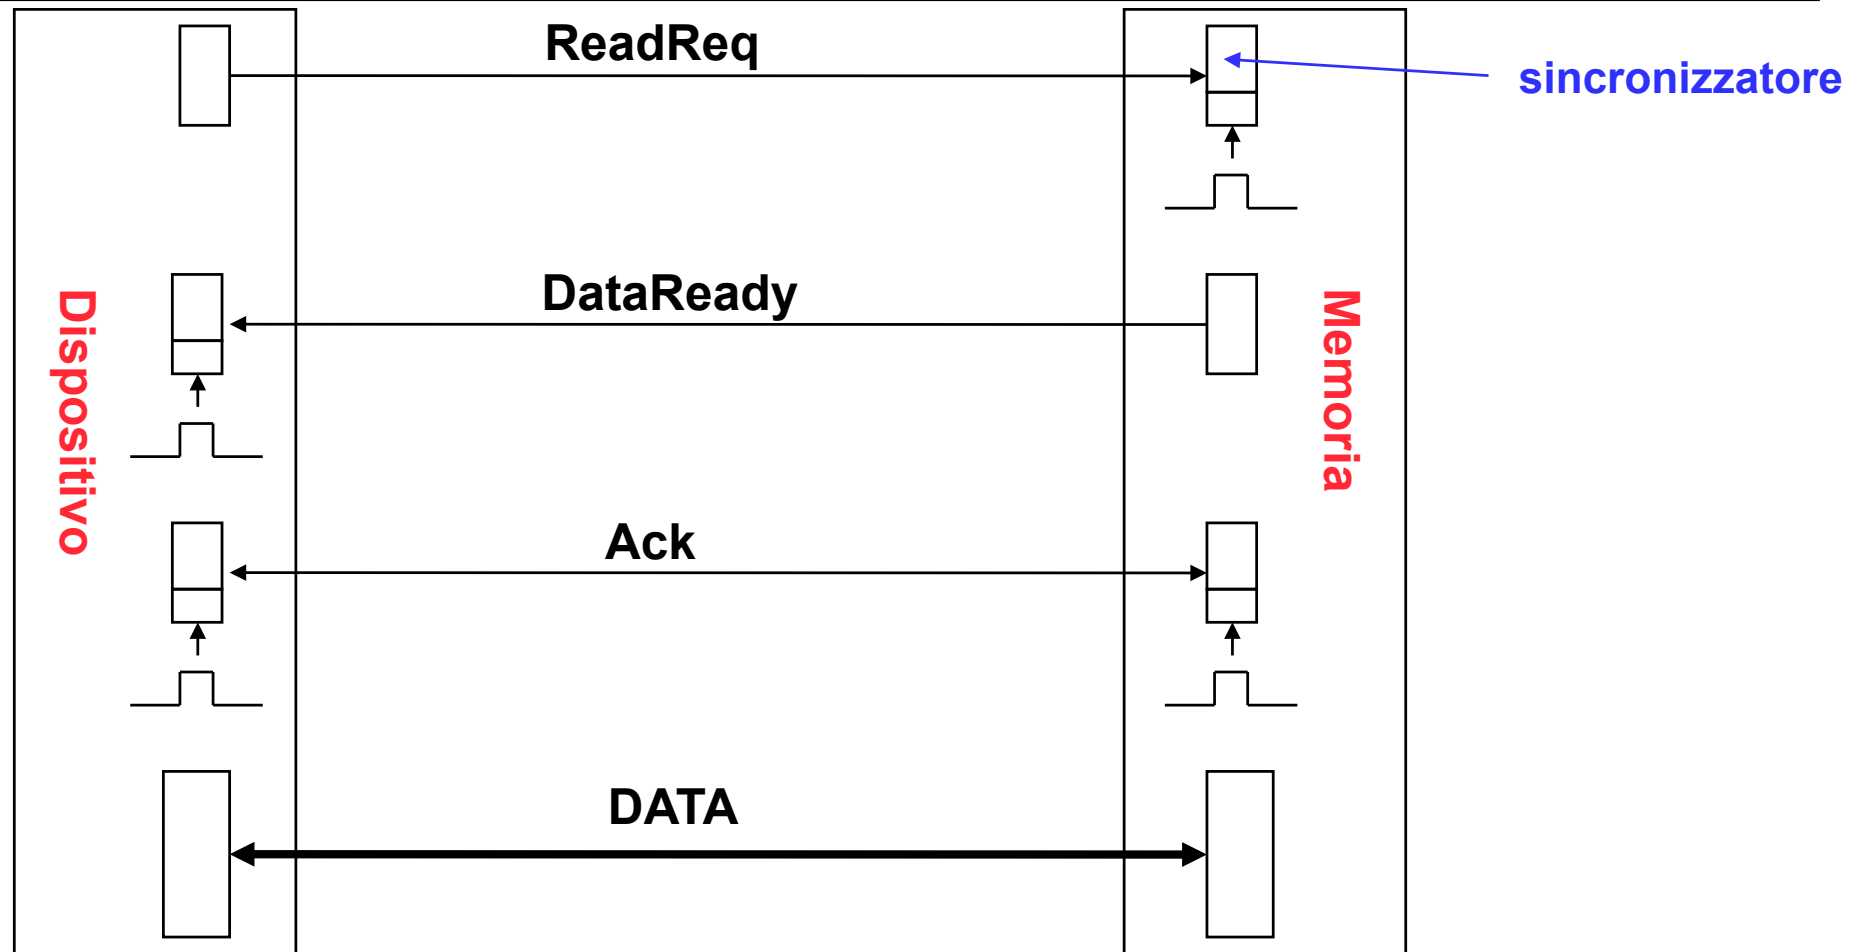 ReadReq
sincronizzatore
DataReady
Dispositivo
Memoria
Ack
DATA